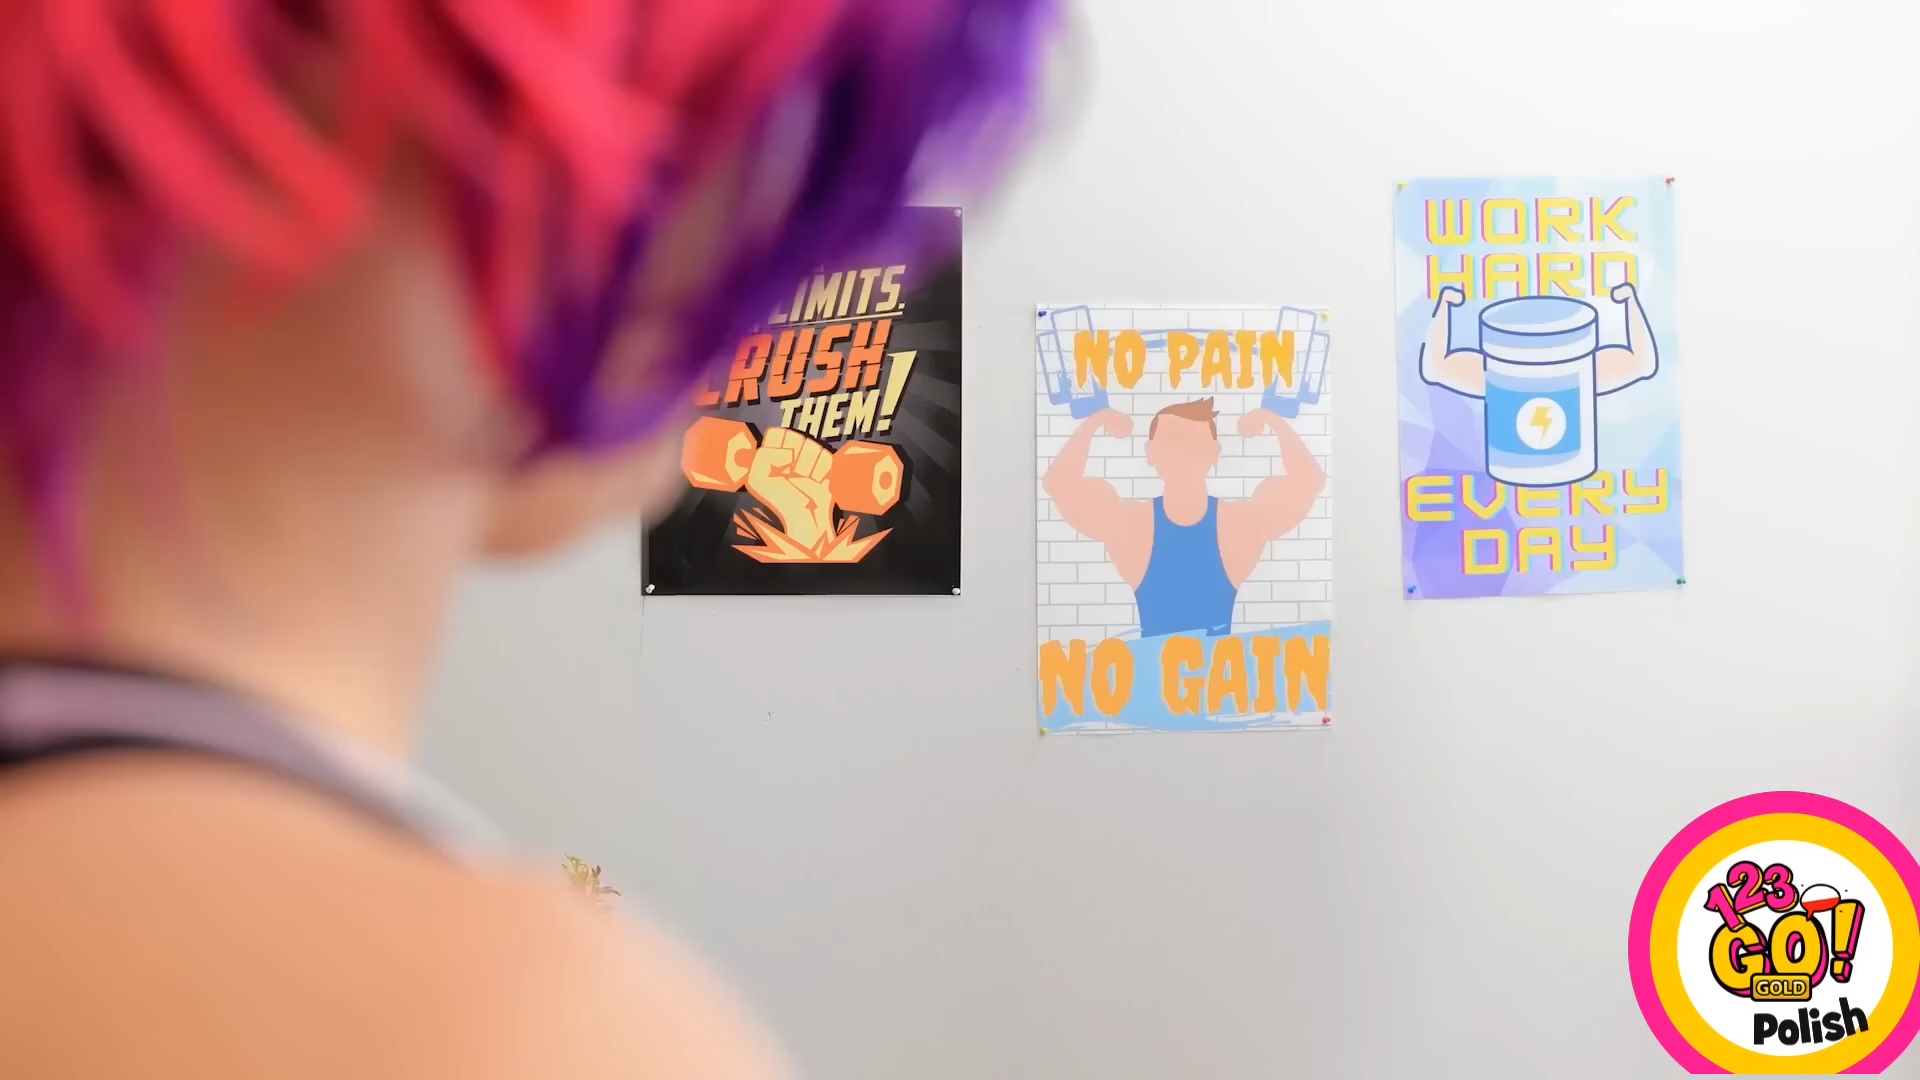 LIMITS.
CRUSH
THEM!
NO PAIN
NO GAIN
WORK
HARD
EVERY
DAY
123
GO!
GOLD
Polish